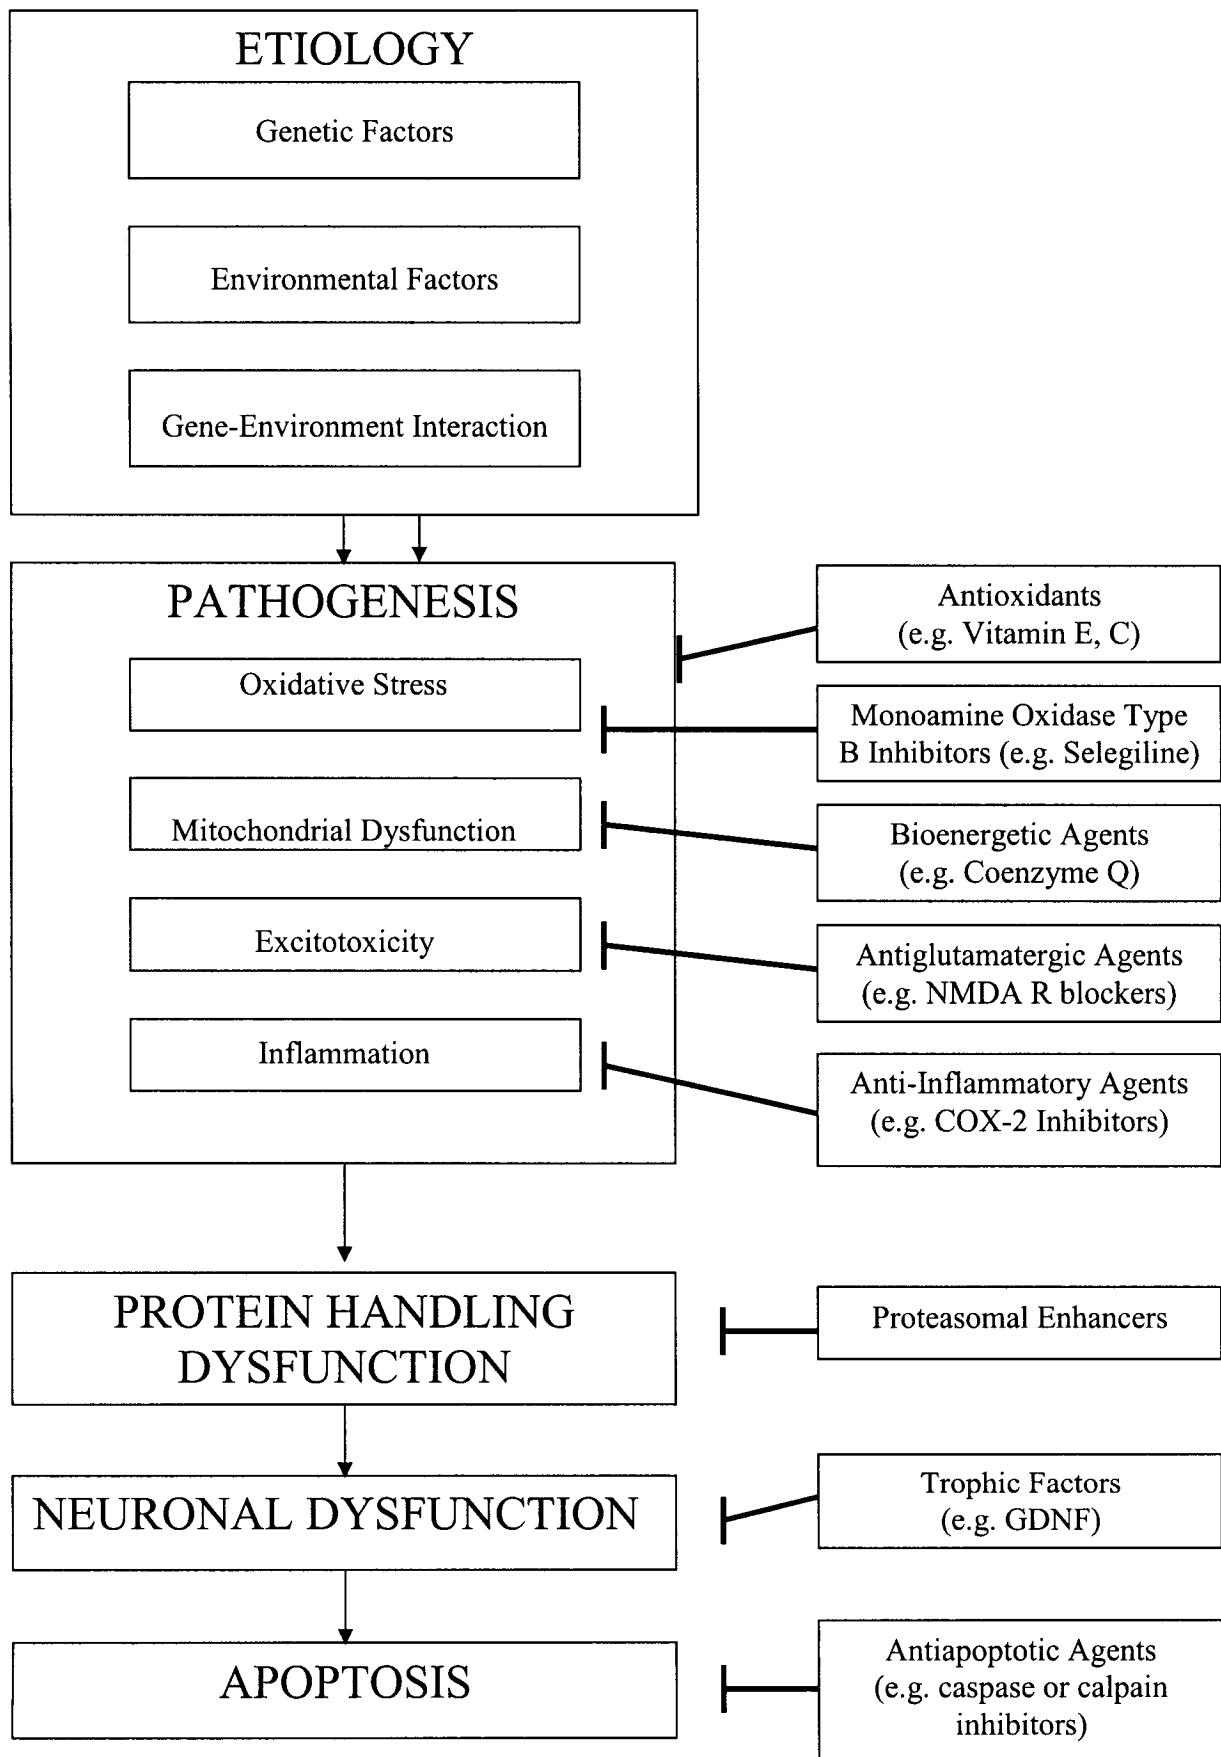 ETIOLOGY
Genetic Factors
Environmental Factors
Gene-Environment Interaction
PATHOGENESIS
Oxidative Stress
Mitochondrial Dysfunction
Excitotoxicity
Inflammation
Antioxidants
(e.g. Vitamin E, C)
Monoamine Oxidase Type
B Inhibitors (e.g. Selegiline)
Bioenergetic Agents
(e.g. Coenzyme Q)
Antiglutamatergic Agents
(e.g. NMDA R blockers)
Anti-Inflammatory Agents
(e.g. COX-2 Inhibitors)
PROTEIN HANDLING
DYSFUNCTION
Proteasomal Enhancers
NEURONAL DYSFUNCTION
Trophic Factors
(e.g. GDNF)
APOPTOSIS
Antiapoptotic Agents
(e.g. caspase or calpain
inhibitors)